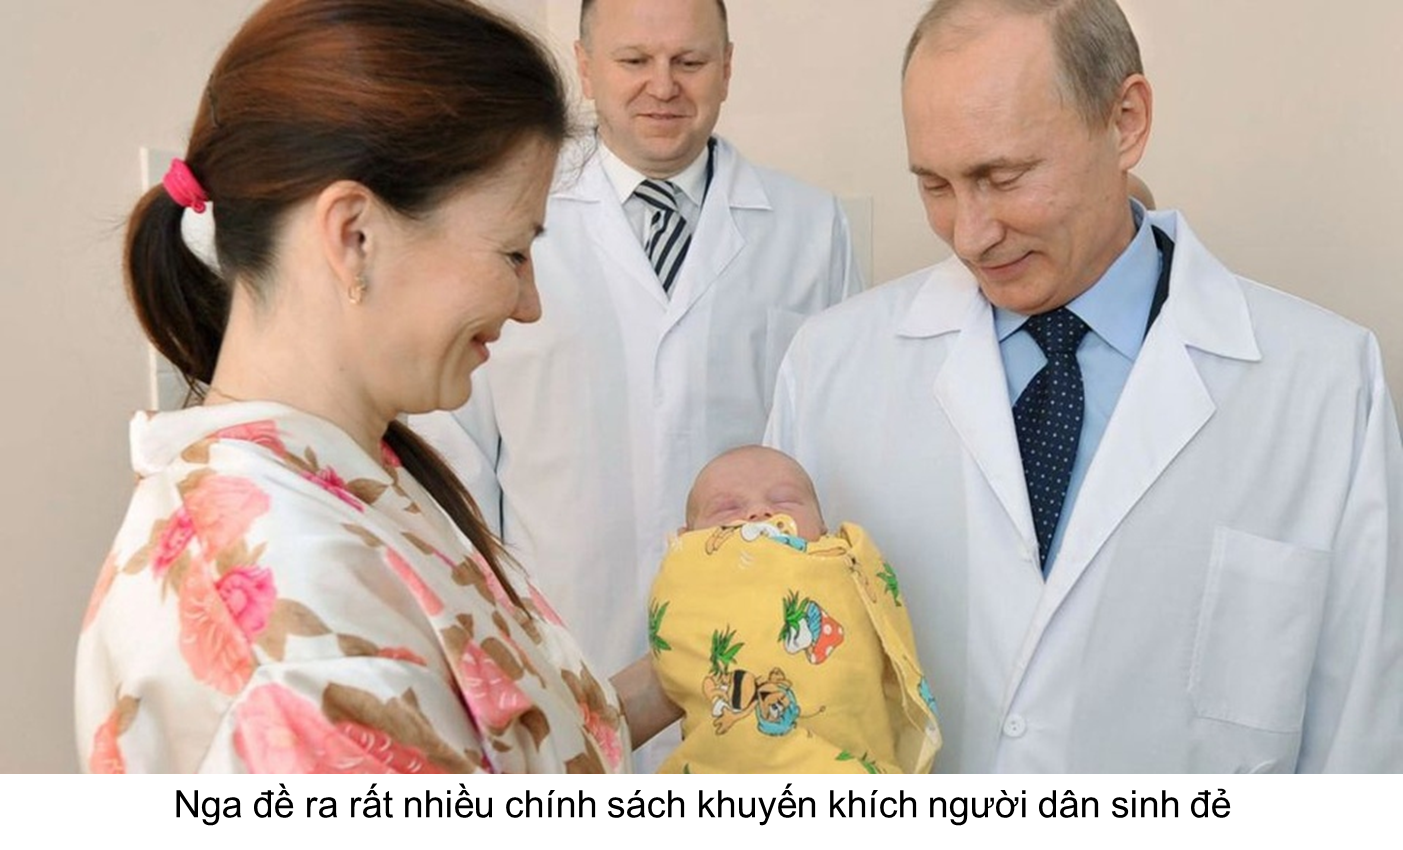 Nga đề ra rất nhiều chính sách khuyến khích người dân sinh đẻ